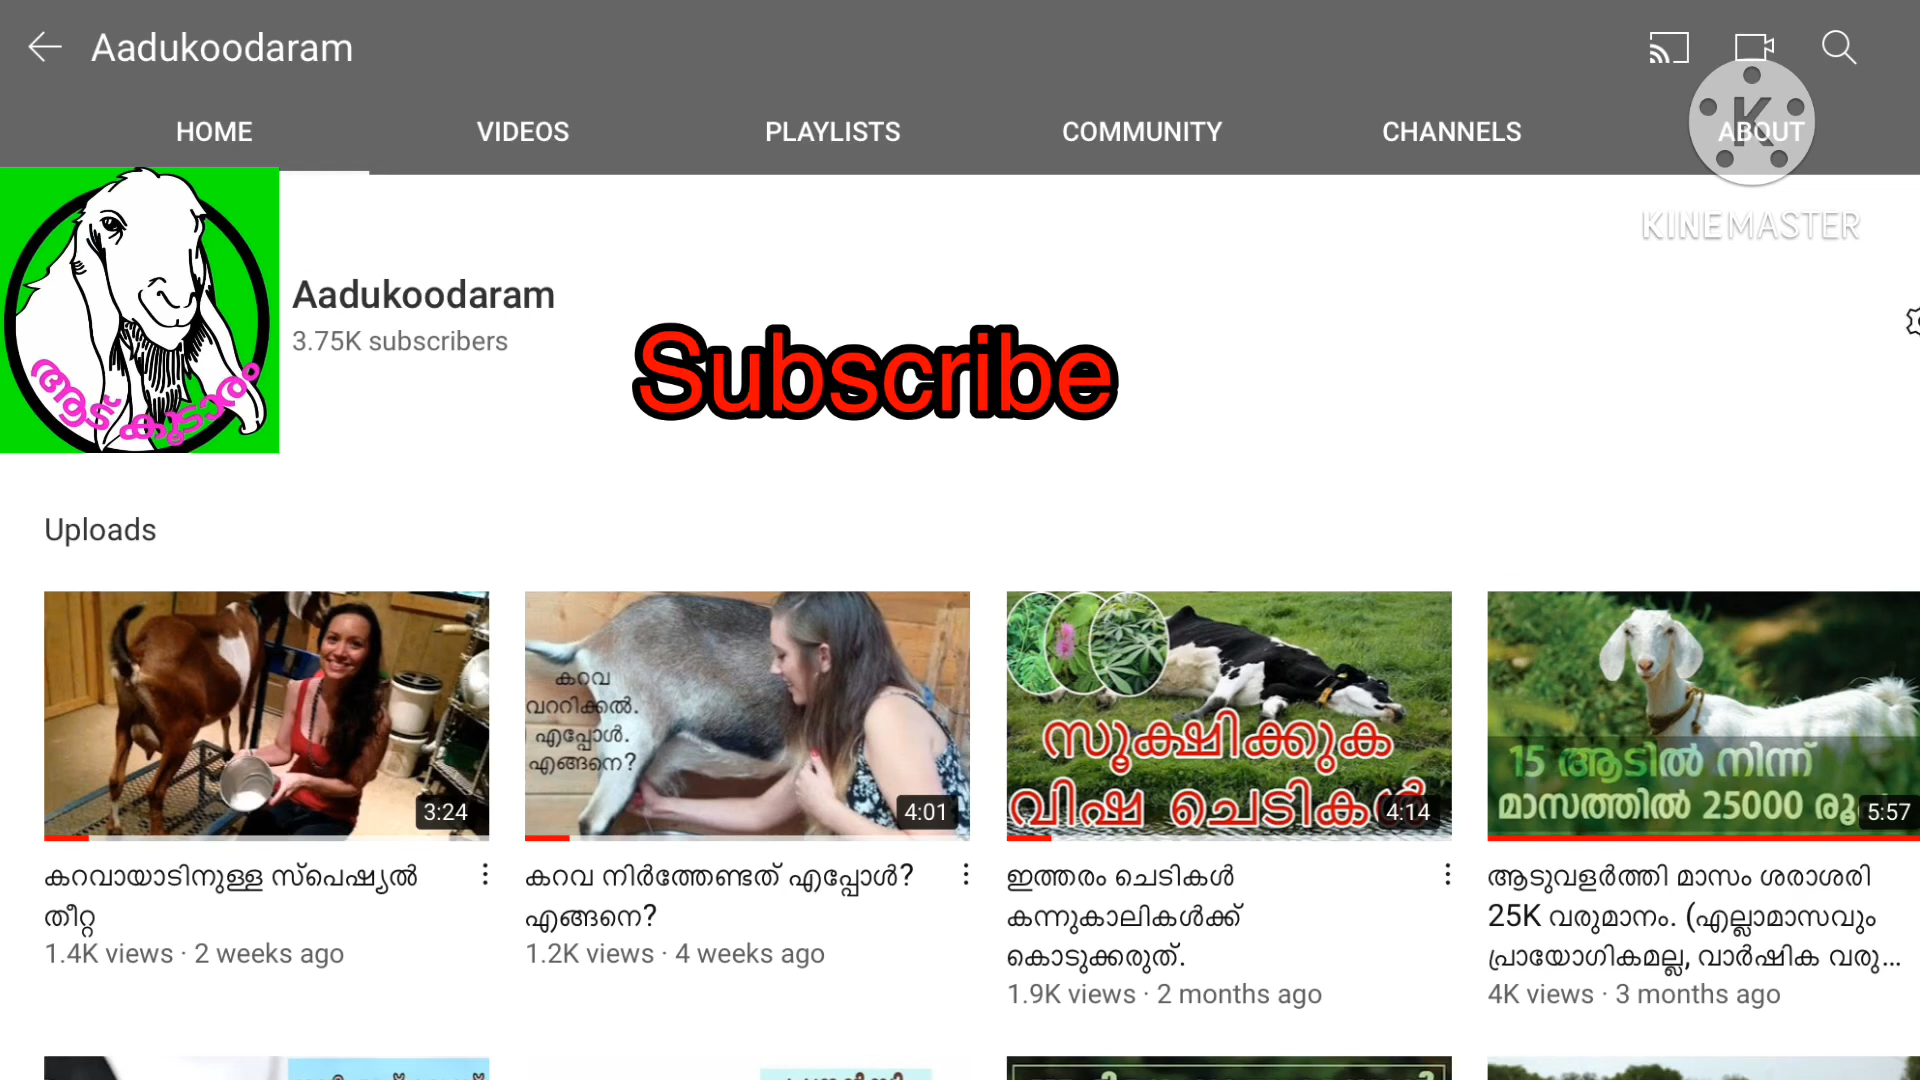 Aadukoodaram
HOME
VIDEOS
PLAYLISTS
COMMUNITY
CHANNELS
ABOUT
K
KINEMASTER
ആട് കൂടാരം
Aadukoodaram
3.75K subscribers
Subscribe
Uploads
3:24
കറവ
വററിക്കൽ.
എപ്പോൾ.
എങ്ങനെ?
4:01
സൂക്ഷിക്കുക
വിഷ ചെടികൾ
4:14
15 ആടിൽ നിന്ന്
മാസത്തിൽ 25000 രൂ
5:57
കറവായാടിനുള്ള സ്പെഷ്യൽ
തീറ്റ
1.4K views · 2 weeks ago
കറവ നിർത്തേണ്ടത് എപ്പോൾ?
എങ്ങനെ?
1.2K views · 4 weeks ago
ഇത്തരം ചെടികൾ
കന്നുകാലികൾക്ക്
കൊടുക്കരുത്.
1.9K views · 2 months ago
ആടുവളർത്തി മാസം ശരാശരി
25K വരുമാനം. (എല്ലാമാസവും
പ്രായോഗികമല്ല, വാർഷിക വരു...
4K views · 3 months ago